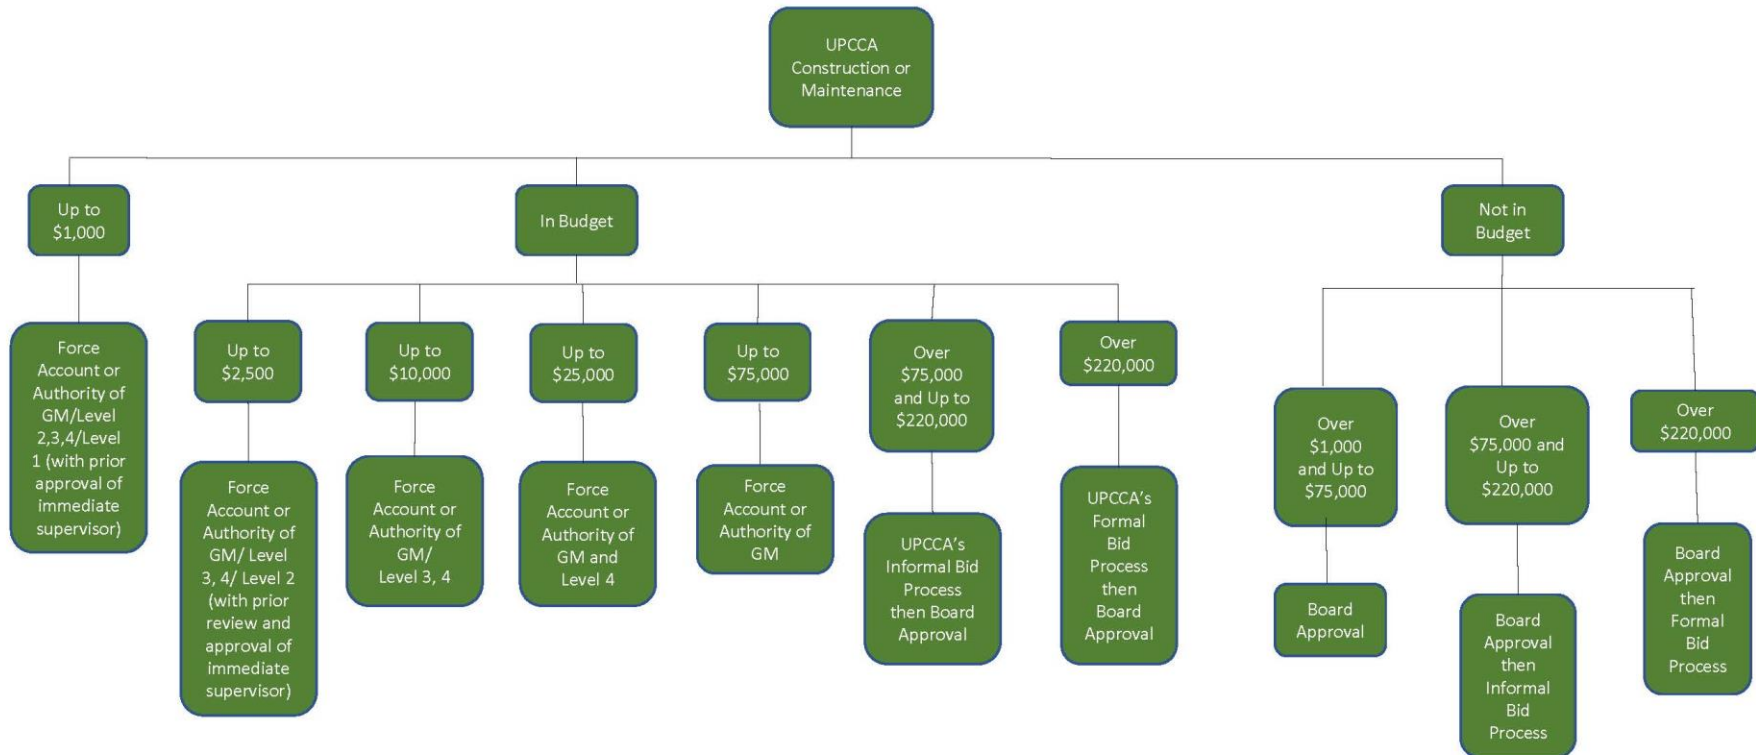 UPCCA
Construction or
Maintenance
Up to
$1,000
In Budget
Not in
Budget
Force
Account or
Authority of
GM/Level
2,3,4/Level
1 (with prior
approval of
immediate
supervisor)
Up to
$2,500
Up to
$10,000
Up to
$25,000
Up to
$75,000
Over
$75,000
and Up to
$220,000
Over
$220,000
Over
$1,000
and Up to
$75,000
Over
$75,000 and
Up to
$220,000
Over
$220,000
Force
Account or
Authority of
GM/ Level
3, 4/ Level 2
(with prior
review and
approval of
immediate
supervisor)
Force
Account or
Authority of
GM/
Level 3, 4
Force
Account or
Authority of
GM and
Level 4
Force
Account or
Authority of
GM
UPCCA’s
Informal Bid
Process
then Board
Approval
UPCCA’s
Formal
Bid
Process
then
Board
Approval
Board
Approval
Board
Approval
then
Informal
Bid
Process
Board
Approval
then
Formal
Bid
Process